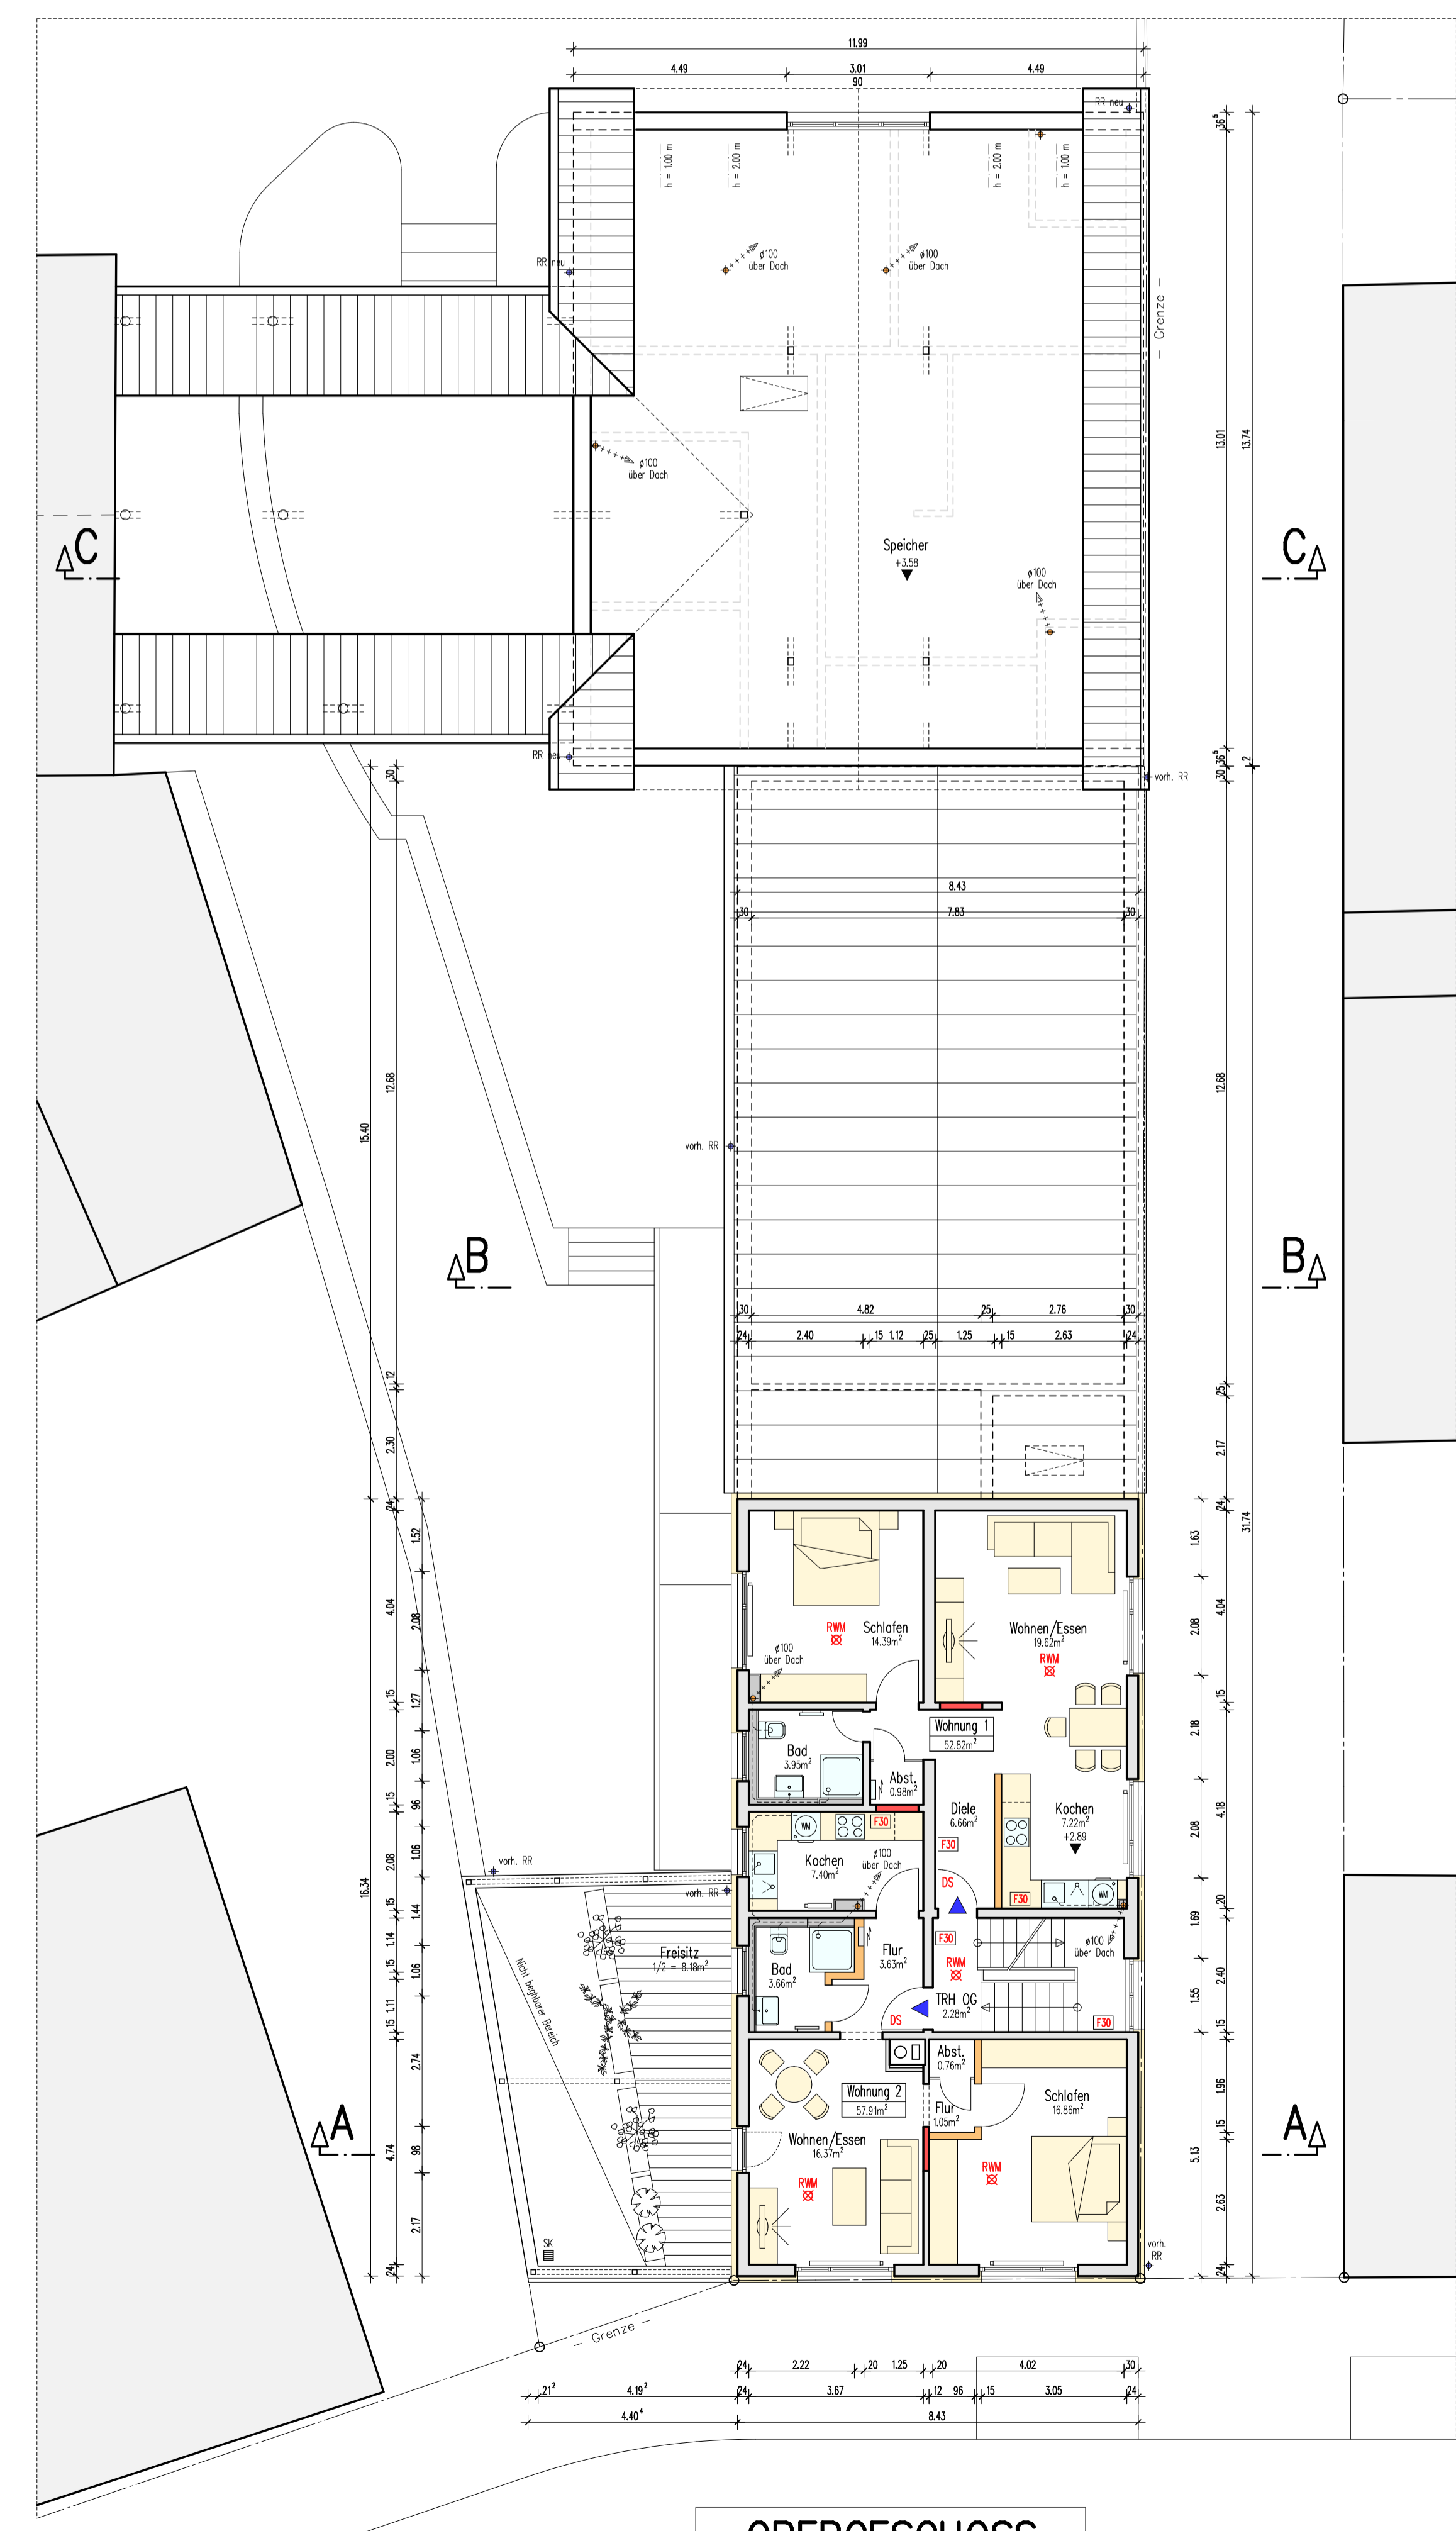 11.99
4.49 3.01 4.49
90
RR neu
36⁵
h = 1.00 m
h = 2.00 m
h = 2.00 m
h = 1.00 m
ø100
über Dach
ø100
über Dach
RR neu
- Grenze -
13.01
13.74
ø100
über Dach
C
C
Speicher
+3.58
ø100
über Dach
RR neu
36⁵
2
30
30
vorh. RR
8.43
30 7.83 30
12.68
15.40
12.68
vorh. RR
B
B
30 4.82 25 2.76 30
24 2.40 15 1.12 25 1.25 15 2.63 24
12
25
2.30
2.17
24
24
31.74
1.52
1.63
4.04
2.08
2.08
4.04
RWM
Schlafen
14.39m²
Wohnen/Essen
19.62m²
RWM
ø100
über Dach
15
1.27
15
2.18
Wohnung 1
52.82m²
Bad
3.95m²
2.00
1.06
Abst.
0.98m²
15
96
Diele
6.66m²
Kochen
7.22m²
+2.89
4.18
2.08
F30
F30
Kochen
7.40m²
ø100
über Dach
2.08
1.06
vorh. RR
vorh. RR
DS
F30
WM
WM
16.34
15
1.44
20
1.69
1.14
F30
ø100
über Dach
Flur
3.63m²
Freisitz
1/2 = 8.18m²
Nicht begehbarer Bereich
Bad
3.66m²
RWM
15
1.06
2.40
TRH OG
2.28m²
DS
F30
1.11
1.55
15
15
Abst.
0.76m²
2.74
Wohnung 2
57.91m²
Schlafen
16.86m²
1.96
Flur
1.05m²
A
A
Wohnen/Essen
16.37m²
4.74
98
15
5.13
RWM
RWM
2.17
2.63
SK
vorh.
RR
24
24
- Grenze -
24 2.22 20 1.25 20 4.02 30
21² 4.19² 24 3.67 12 96 15 3.05 24
4.40⁴ 8.43
OBERGESCHOSS